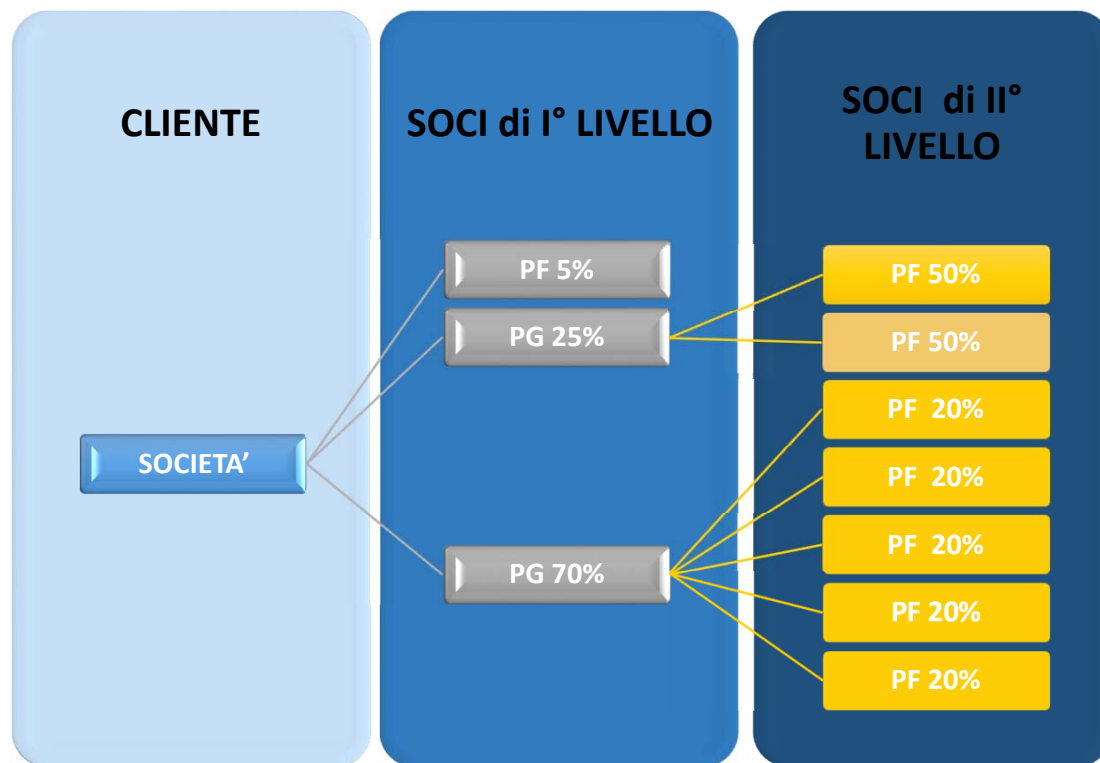 CLIENTE
SOCIETA’
SOCI di I° LIVELLO
PF 5%
PG 25%
PG 70%
SOCI di II°
LIVELLO
PF 50%
PF 50%
PF 20%
PF 20%
PF 20%
PF 20%
PF 20%